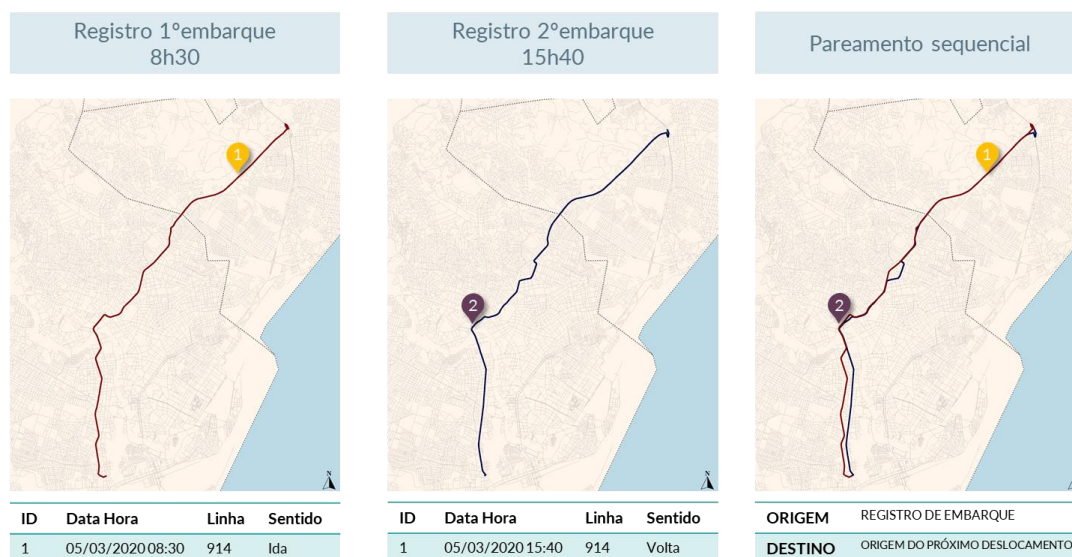 Registro 1ºembarque
8h30
Registro 2ºembarque
15h40
Pareamento sequencial
1
2
1
2
N
N
N
ID Data Hora Linha Sentido
1 05/03/2020 08:30 914 Ida
ID Data Hora Linha Sentido
1 05/03/2020 15:40 914 Volta
ORIGEM REGISTRO DE EMBARQUE
DESTINO ORIGEM DO PRÓXIMO DESLOCAMENTO